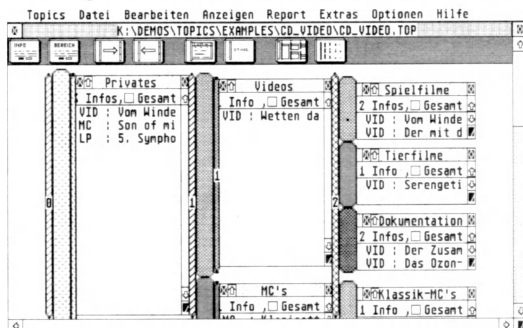 Topics Datei Bearbeiten Anzeigen Report Extras Optionen Hilfe
K:\DEMOS\TOPICS\EXAMPLES\CD_VIDEO\CD_VIDEO.TOP
INFO
BEREICH
0
Privates
Infos, Gesamt
VID : Vom Winde
MC : Son of mi
LP : 5. Sympho
1
Videos
1 Info , Gesamt
VID : Wetten da
1
MC's
1 Info , Gesamt
2
Spielfilme
2 Infos, Gesamt
VID : Vom Winde
VID : Der mit d
Tierfilme
1 Info , Gesamt
VID : Serengeti
Dokumentation
2 Infos, Gesamt
VID : Der Zusam
VID : Das Ozon-
Klassik-MC's
1 Info , Gesamt